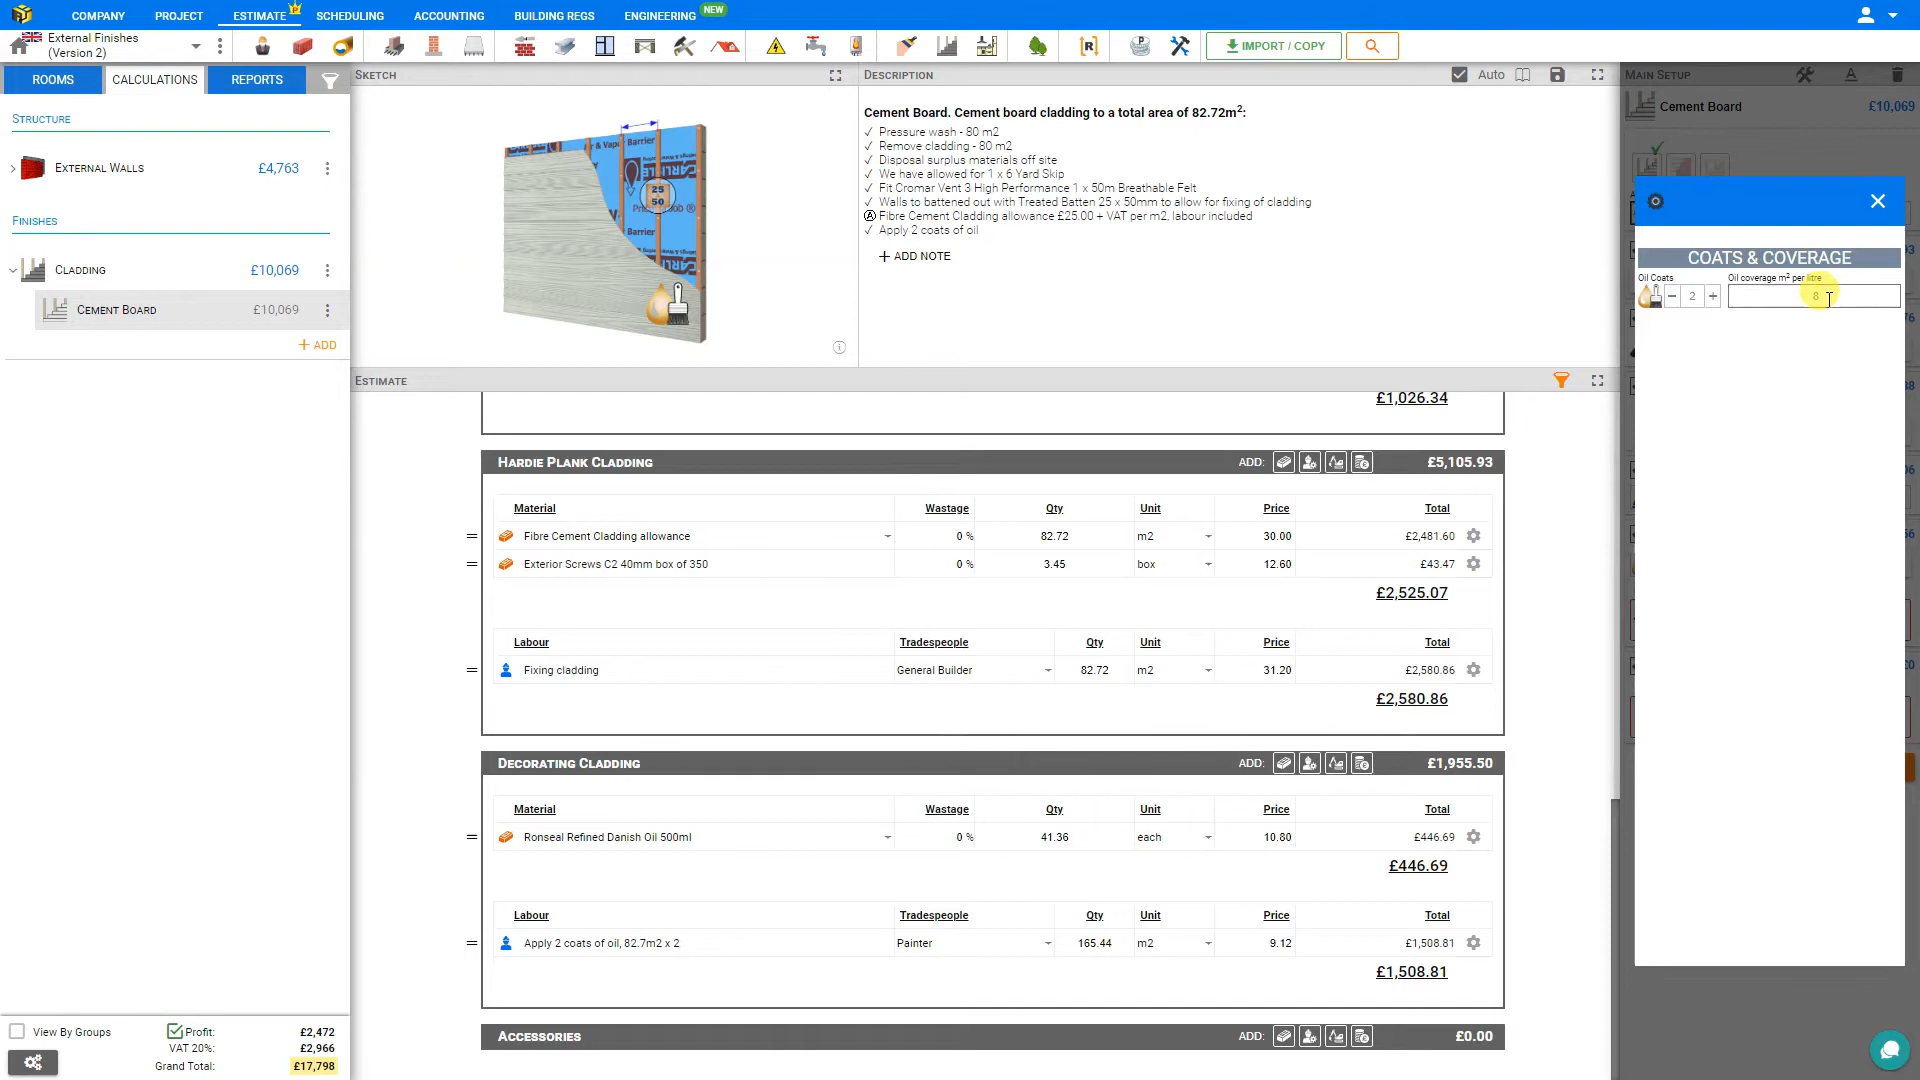 COMPANY PROJECT ESTIMATE SCHEDULING ACCOUNTING BUILDING REGS ENGINEERING NEW
External Finishes
(Version 2)
[R]
IMPORT / COPY
ROOMS CALCULATIONS REPORTS
STRUCTURE
EXTERNAL WALLS £4,763
FINISHES
CLADDING £10,069
CEMENT BOARD £10,069
+ ADD
View By Groups
Profit: £2,472
VAT 20%: £2,966
Grand Total: £17,798
SKETCH
25
50
Barrier
DESCRIPTION
Auto
Cement Board. Cement board cladding to a total area of 82.72m2:
✓ Pressure wash - 80 m2
✓ Remove cladding - 80 m2
✓ Disposal surplus materials off site
✓ We have allowed for 1 x 6 Yard Skip
✓ Fit Cromar Vent 3 High Performance 1 x 50m Breathable Felt
✓ Walls to battened out with Treated Batten 25 x 50mm to allow for fixing of cladding
Ⓐ Fibre Cement Cladding allowance £25.00 + VAT per m2, labour included
✓ Apply 2 coats of oil
+ ADD NOTE
ESTIMATE
£1,026.34
HARDIE PLANK CLADDING ADD: £5,105.93
Material Wastage Qty Unit Price Total
Fibre Cement Cladding allowance 0 % 82.72 m2 30.00 £2,481.60
Exterior Screws C2 40mm box of 350 0 % 3.45 box 12.60 £43.47
£2,525.07
Labour Tradespeople Qty Unit Price Total
Fixing cladding General Builder 82.72 m2 31.20 £2,580.86
£2,580.86
DECORATING CLADDING ADD: £1,955.50
Material Wastage Qty Unit Price Total
Ronseal Refined Danish Oil 500ml 0 % 41.36 each 10.80 £446.69
£446.69
Labour Tradespeople Qty Unit Price Total
Apply 2 coats of oil, 82.7m2 x 2 Painter 165.44 m2 9.12 £1,508.81
£1,508.81
ACCESSORIES ADD: £0.00
MAIN SETUP
Cement Board £10,069
COATS & COVERAGE
Oil Coats Oil coverage m2 per litre
− 2 + 8